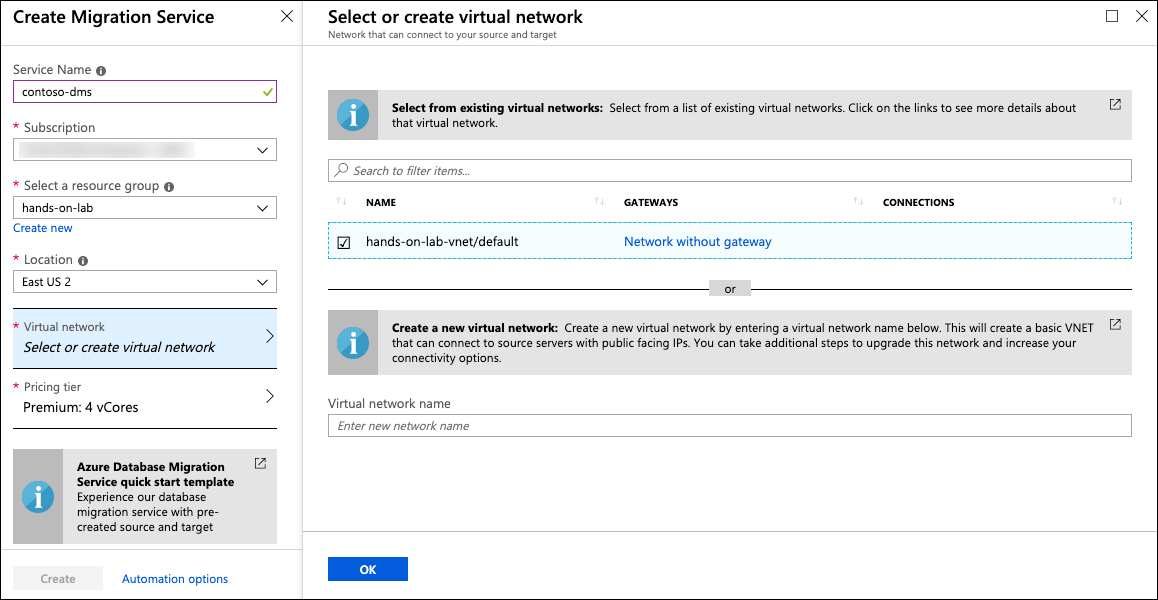 Create Migration Service
Service Name
contoso-dms
* Subscription
* Select a resource group
hands-on-lab
Create new
* Location
East US 2
* Virtual network
Select or create virtual network
* Pricing tier
Premium: 4 vCores
Azure Database Migration
Service quick start template
Experience our database
migration service with pre-
created source and target
Create
Automation options
Select or create virtual network
Network that can connect to your source and target
Select from existing virtual networks: Select from a list of existing virtual networks. Click on the links to see more details about
that virtual network.
Search to filter items...
NAME GATEWAYS CONNECTIONS
hands-on-lab-vnet/default Network without gateway
or
Create a new virtual network: Create a new virtual network by entering a virtual network name below. This will create a basic VNET
that can connect to source servers with public facing IPs. You can take additional steps to upgrade this network and increase your
connectivity options.
Virtual network name
Enter new network name
OK